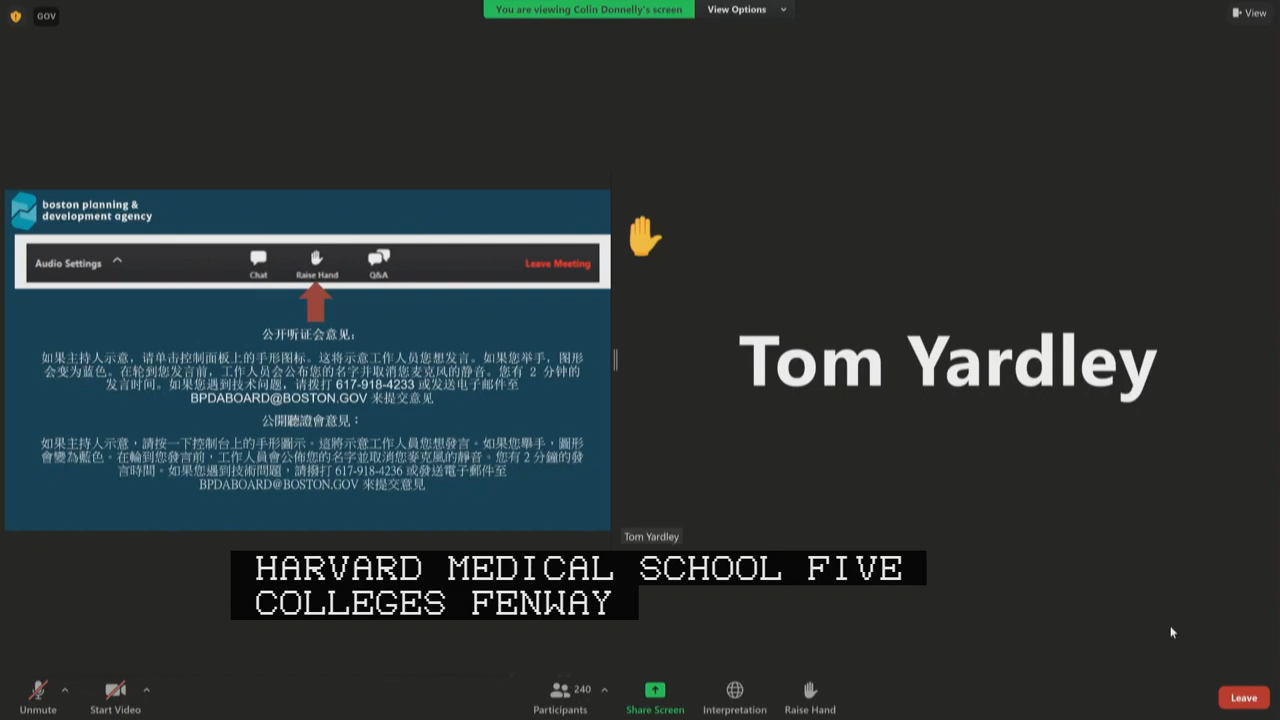 GOV
You are viewing Colin Donnelly's screen
View Options
View
boston planning &
development agency
Audio Settings
Chat
Raise Hand
Q&A
Leave Meeting
公开听证会意见：
如果主持人示意，请单击控制面板上的手形图标。这将示意工作人员您想发言。如果您举手，图形
会变为蓝色。在轮到您发言前，工作人员会公布您的名字并取消您麦克风的静音。您有 2 分钟的
发言时间。如果您遇到技术问题，请拨打 617-918-4233 或发送电子邮件至
BPDABOARD@BOSTON.GOV 来提交意见
公開聽證會意見：
如果主持人示意，請按一下控制台上的手形圖示。這將示意工作人員您想發言。如果您舉手，圖形
會變為藍色。在輪到您發言前，工作人員會公佈您的名字並取消您麥克風的靜音。您有 2 分鐘的發
言時間。如果您遇到技術問題，請撥打 617-918-4236 或發送電子郵件至
BPDABOARD@BOSTON.GOV 來提交意見
Tom Yardley
Tom Yardley
HARVARD MEDICAL SCHOOL FIVE
COLLEGES FENWAY
Unmute
Start Video
240
Participants
Share Screen
Interpretation
Raise Hand
Leave